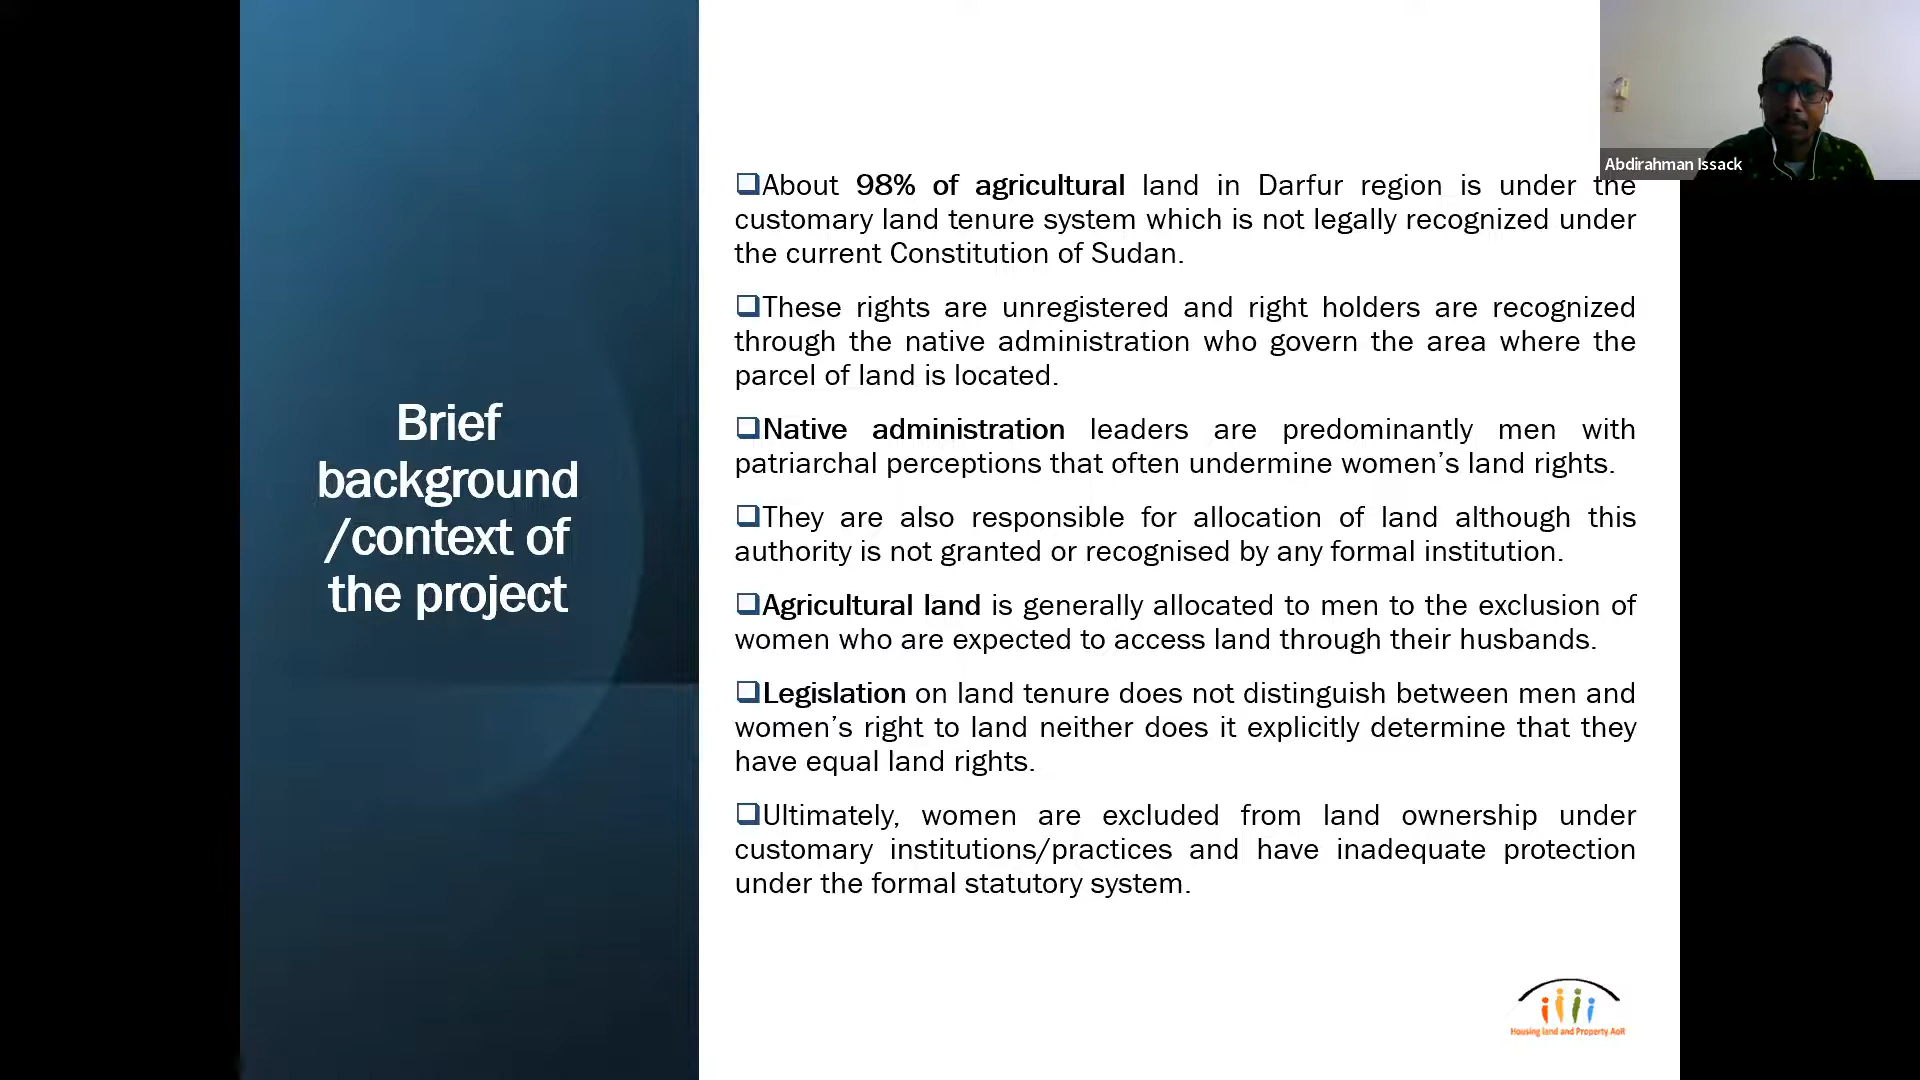 Brief
background
/context of
the project
Abdirahman Issack
❑About 98% of agricultural land in Darfur region is under the
customary land tenure system which is not legally recognized under
the current Constitution of Sudan.
❑These rights are unregistered and right holders are recognized
through the native administration who govern the area where the
parcel of land is located.
❑Native administration leaders are predominantly men with
patriarchal perceptions that often undermine women’s land rights.
❑They are also responsible for allocation of land although this
authority is not granted or recognised by any formal institution.
❑Agricultural land is generally allocated to men to the exclusion of
women who are expected to access land through their husbands.
❑Legislation on land tenure does not distinguish between men and
women’s right to land neither does it explicitly determine that they
have equal land rights.
❑Ultimately, women are excluded from land ownership under
customary institutions/practices and have inadequate protection
under the formal statutory system.
Housing land and Property AoR